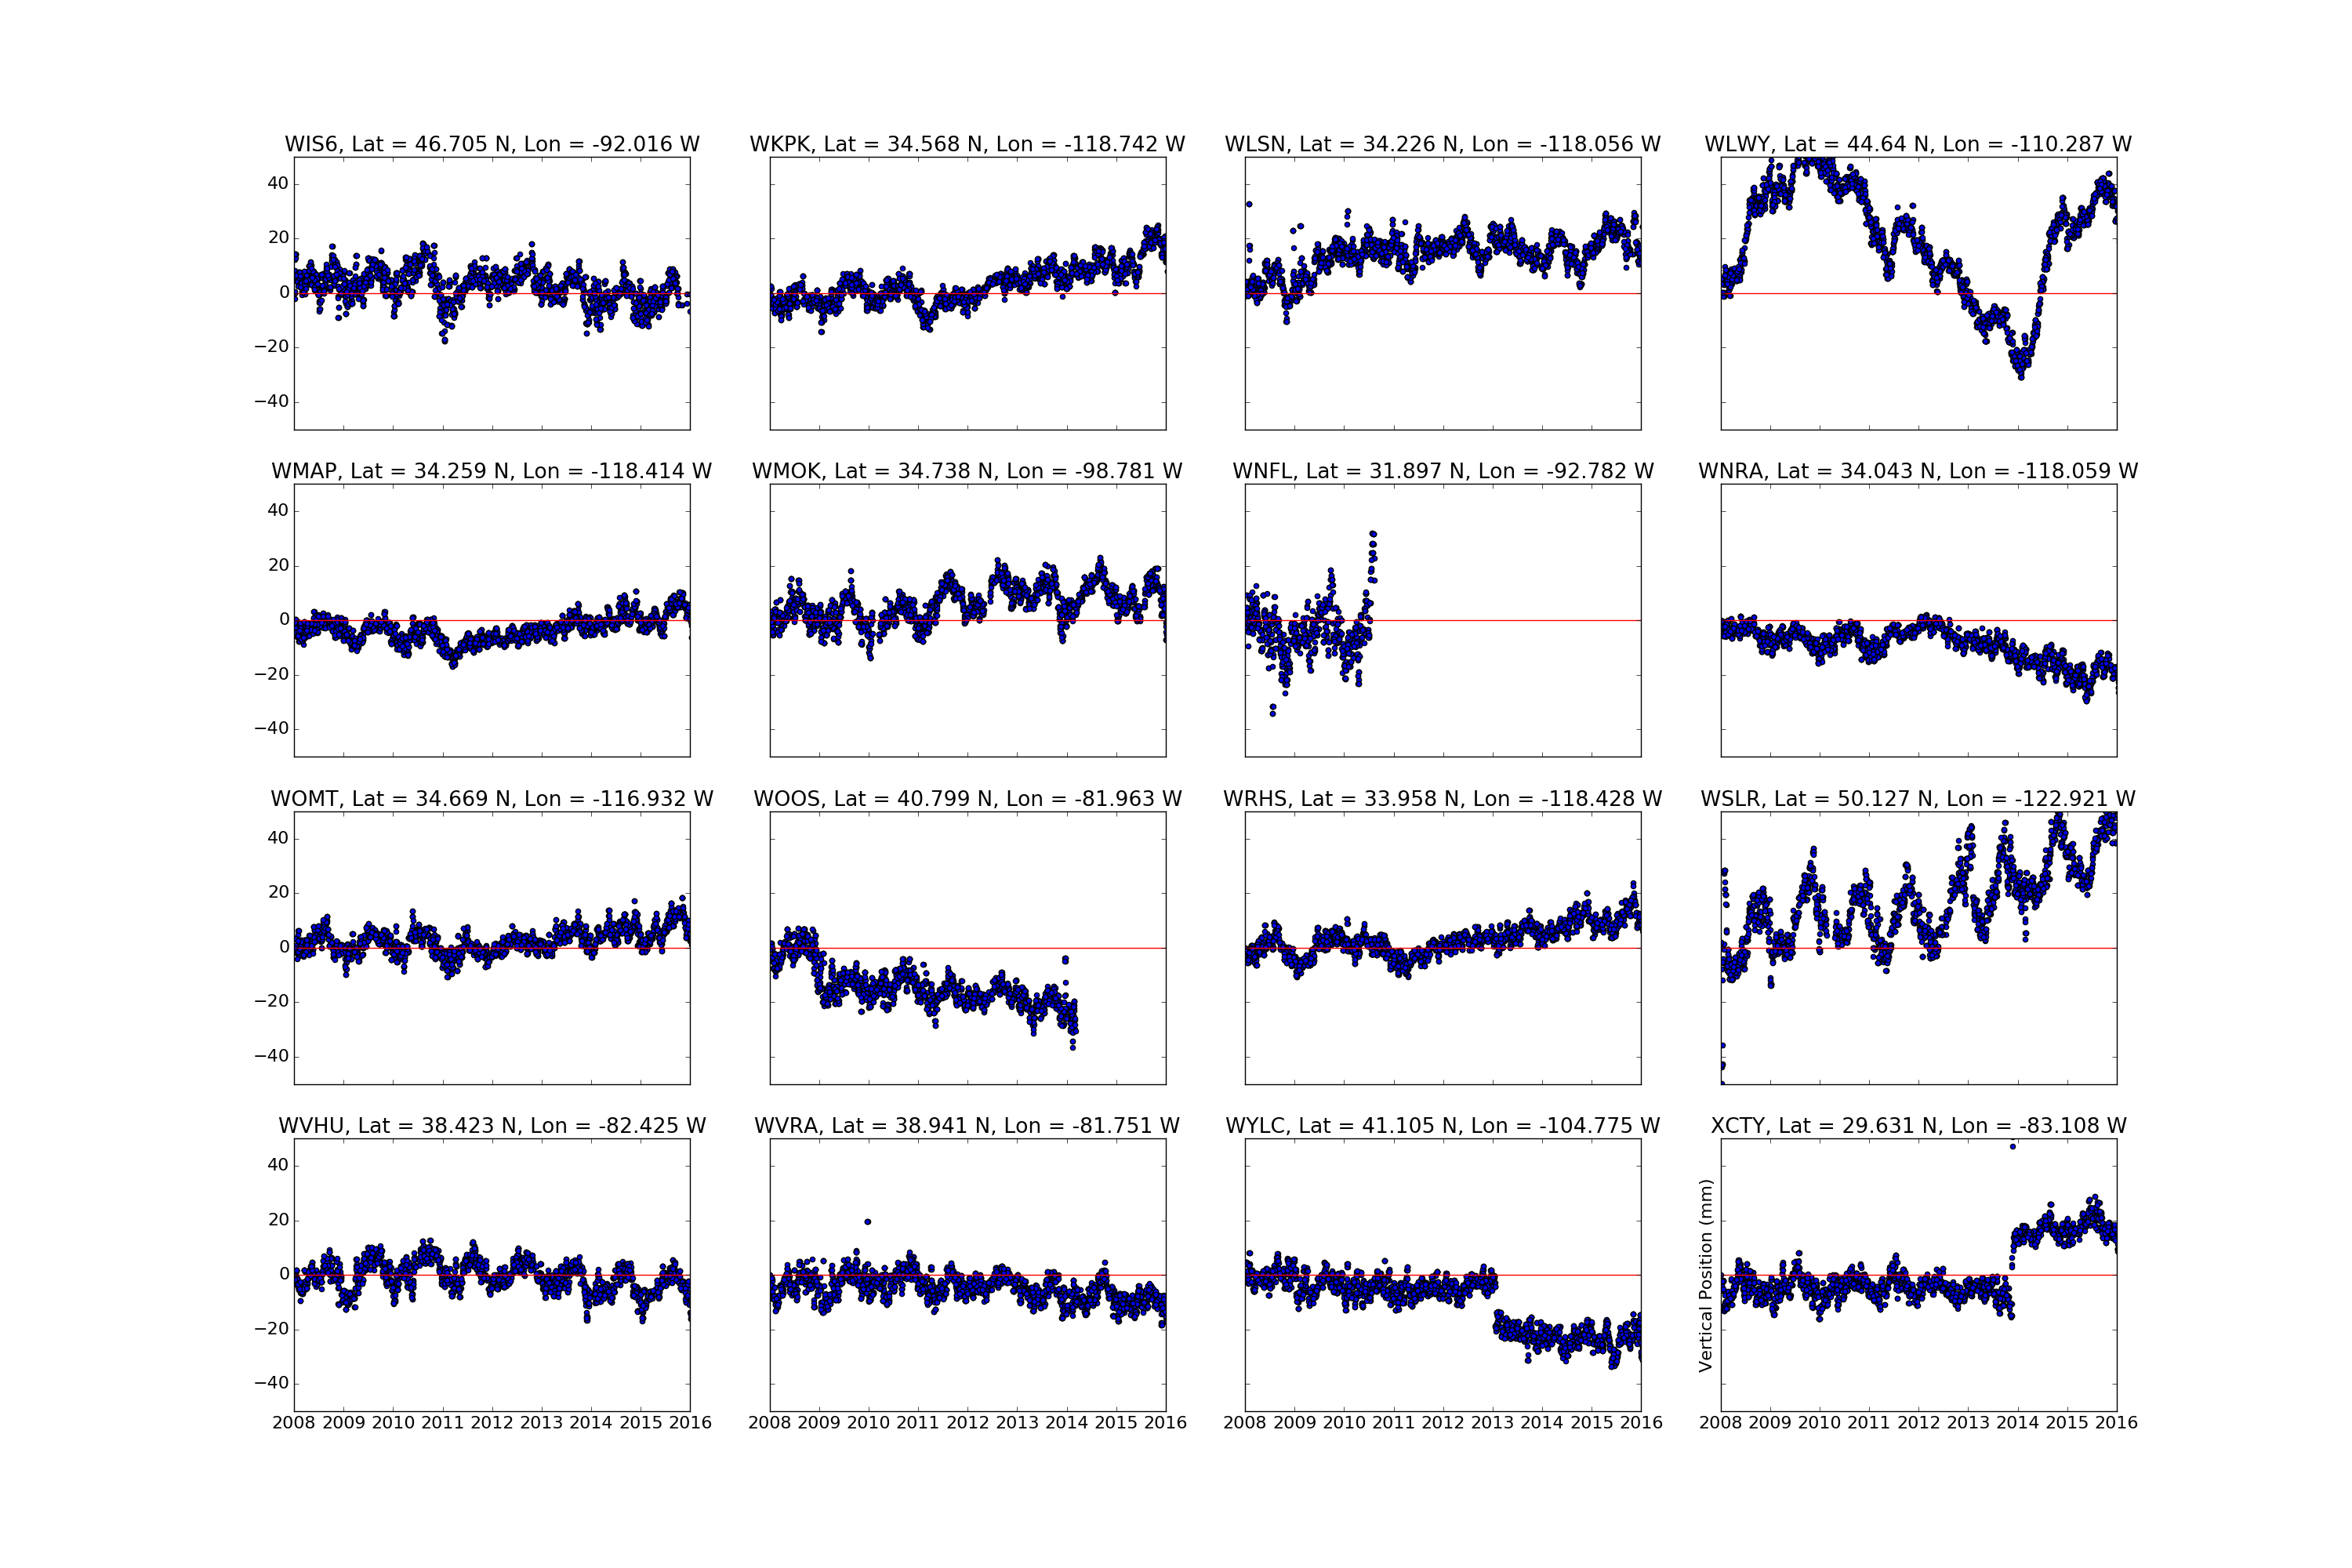 WIS6, Lat = 46.705 N, Lon = -92.016 W
WKPK, Lat = 34.568 N, Lon = -118.742 W
WLSN, Lat = 34.226 N, Lon = -118.056 W
WLWY, Lat = 44.64 N, Lon = -110.287 W
40
20
0
−20
−40
WMAP, Lat = 34.259 N, Lon = -118.414 W
WMOK, Lat = 34.738 N, Lon = -98.781 W
WNFL, Lat = 31.897 N, Lon = -92.782 W
WNRA, Lat = 34.043 N, Lon = -118.059 W
40
20
0
−20
−40
WOMT, Lat = 34.669 N, Lon = -116.932 W
WOOS, Lat = 40.799 N, Lon = -81.963 W
WRHS, Lat = 33.958 N, Lon = -118.428 W
WSLR, Lat = 50.127 N, Lon = -122.921 W
40
20
0
−20
−40
WVHU, Lat = 38.423 N, Lon = -82.425 W
WVRA, Lat = 38.941 N, Lon = -81.751 W
WYLC, Lat = 41.105 N, Lon = -104.775 W
XCTY, Lat = 29.631 N, Lon = -83.108 W
40
20
0
−20
−40
Vertical Position (mm)
2008 2009 2010 2011 2012 2013 2014 2015 2016
2008 2009 2010 2011 2012 2013 2014 2015 2016
2008 2009 2010 2011 2012 2013 2014 2015 2016
2008 2009 2010 2011 2012 2013 2014 2015 2016